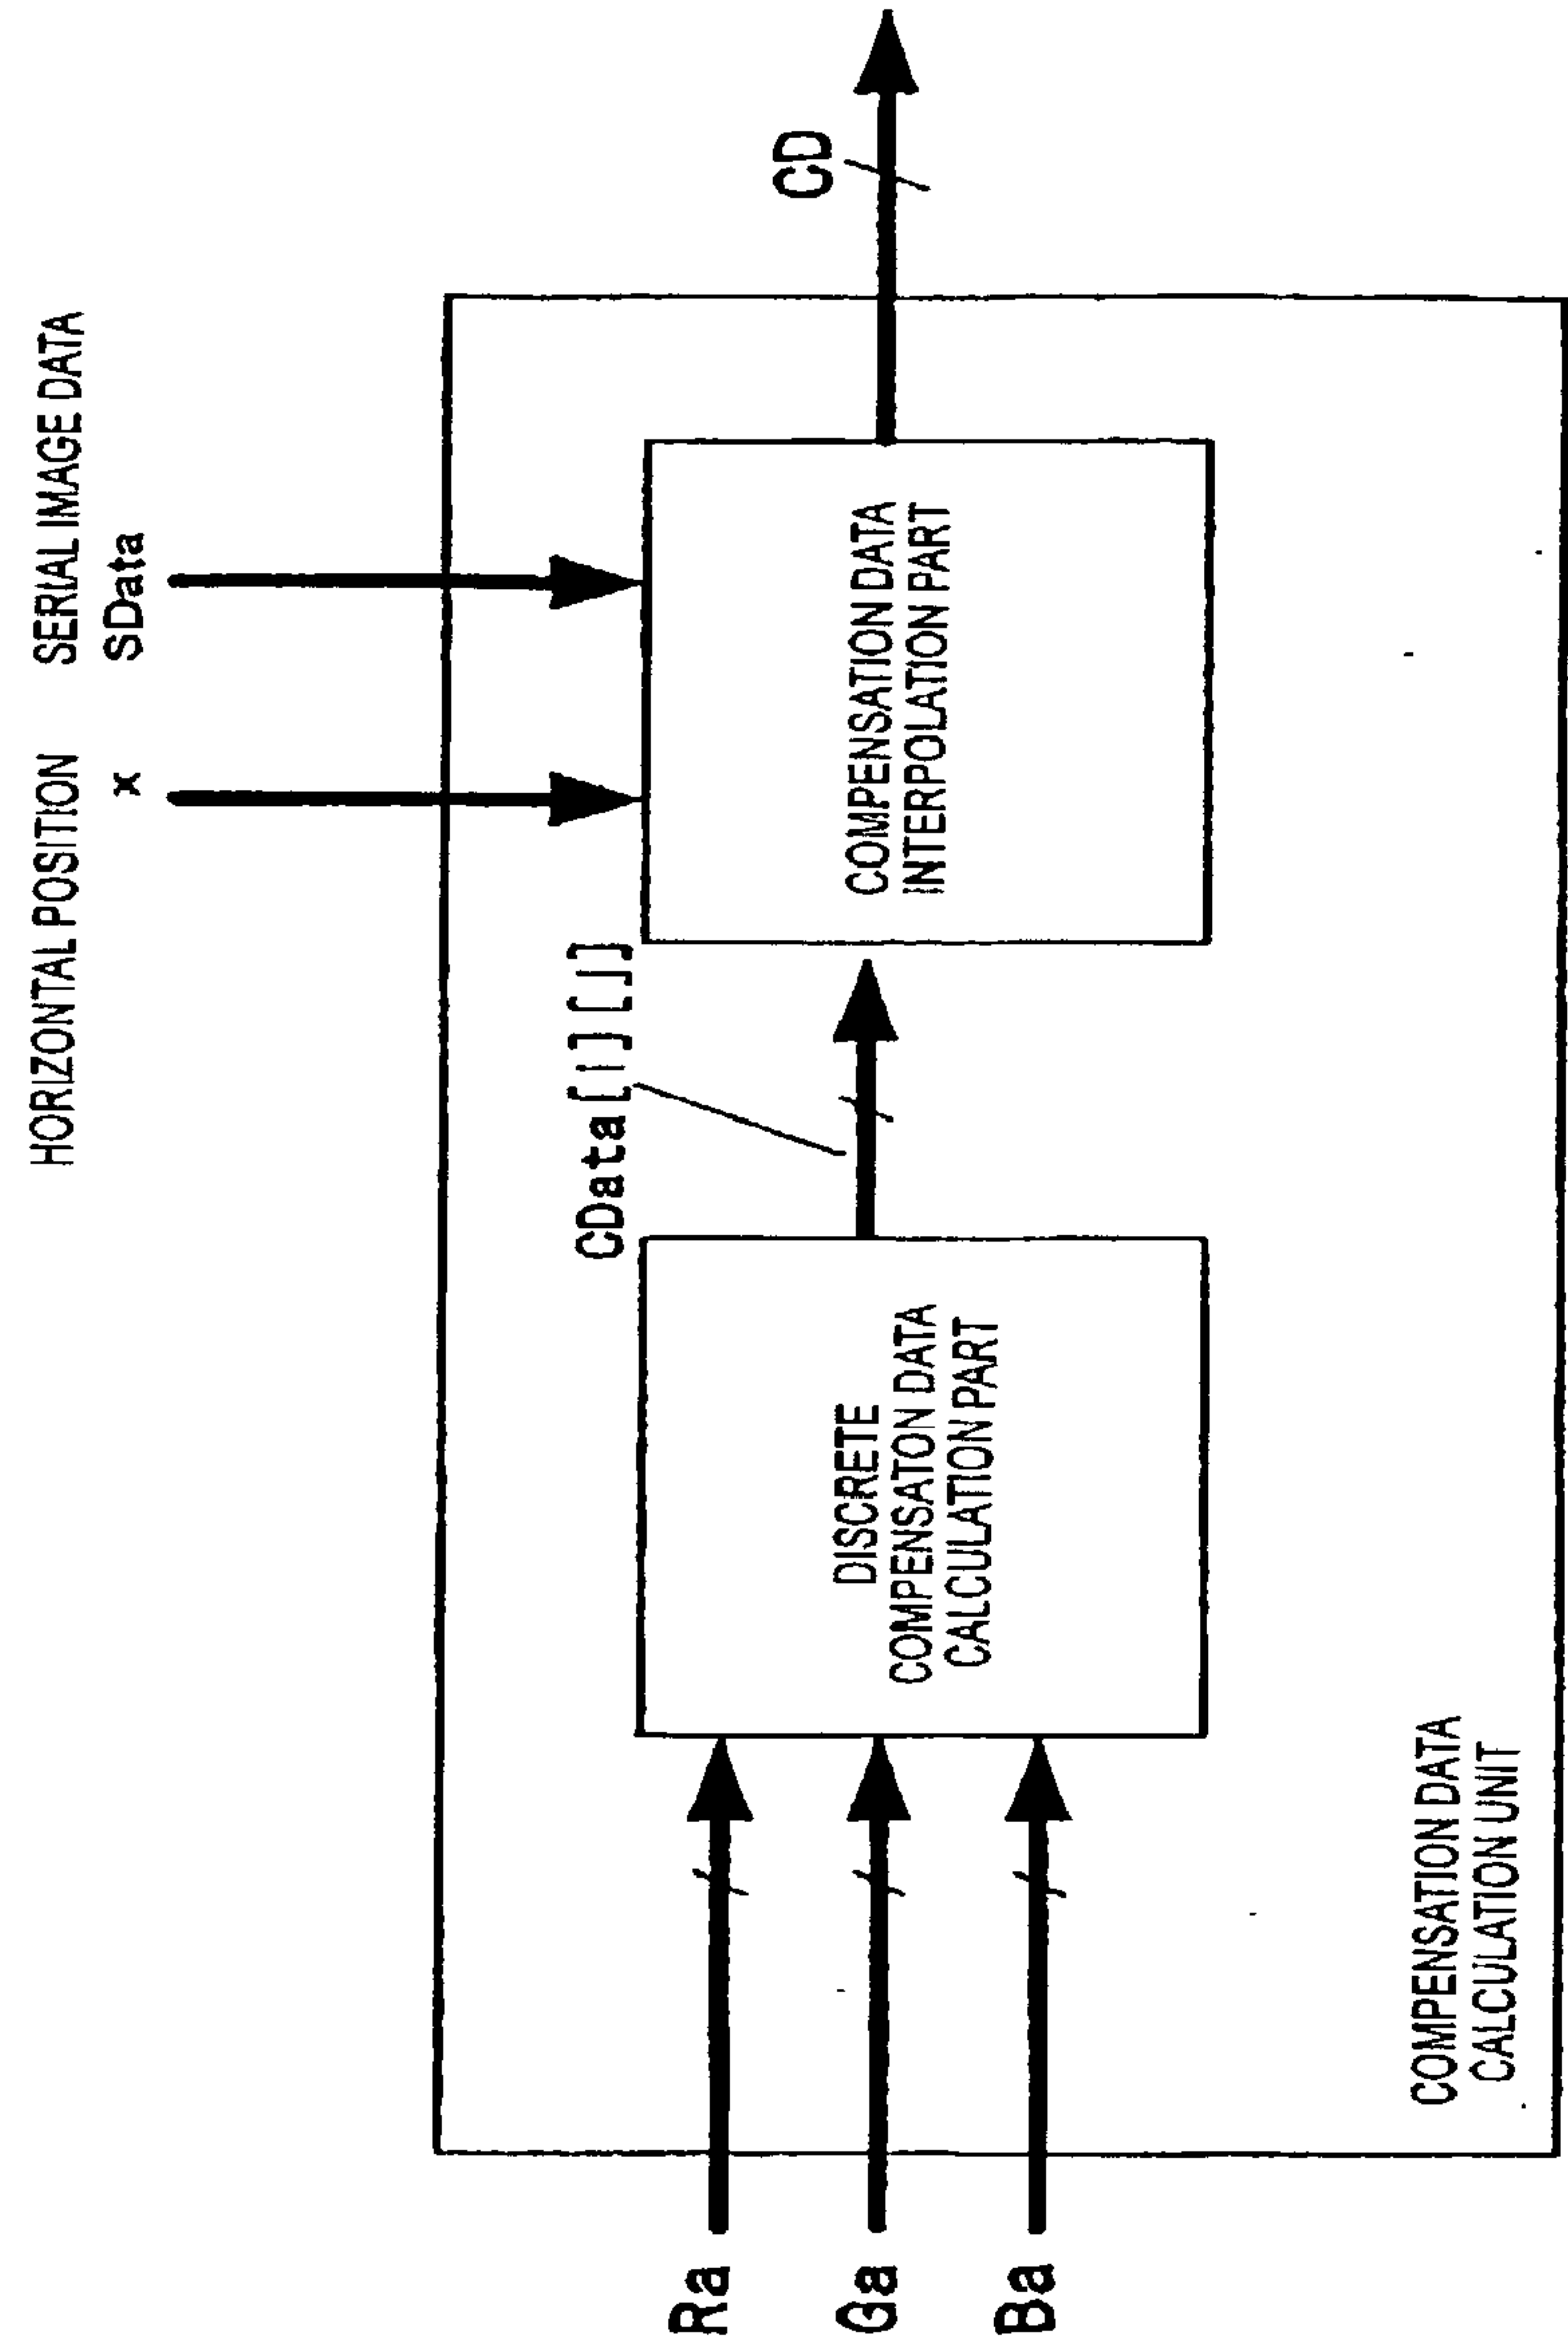 HORIZONTAL POSITION
x
SERIAL IMAGE DATA
SData
Ra
Ga
Ba
DISCRETE
COMPENSATON DATA
CALCULATION PART
CData[i][j]
COMPENSATION DATA
INTERPOLATION PART
CD
COMPENSATION DATA
CALCULATION UNIT